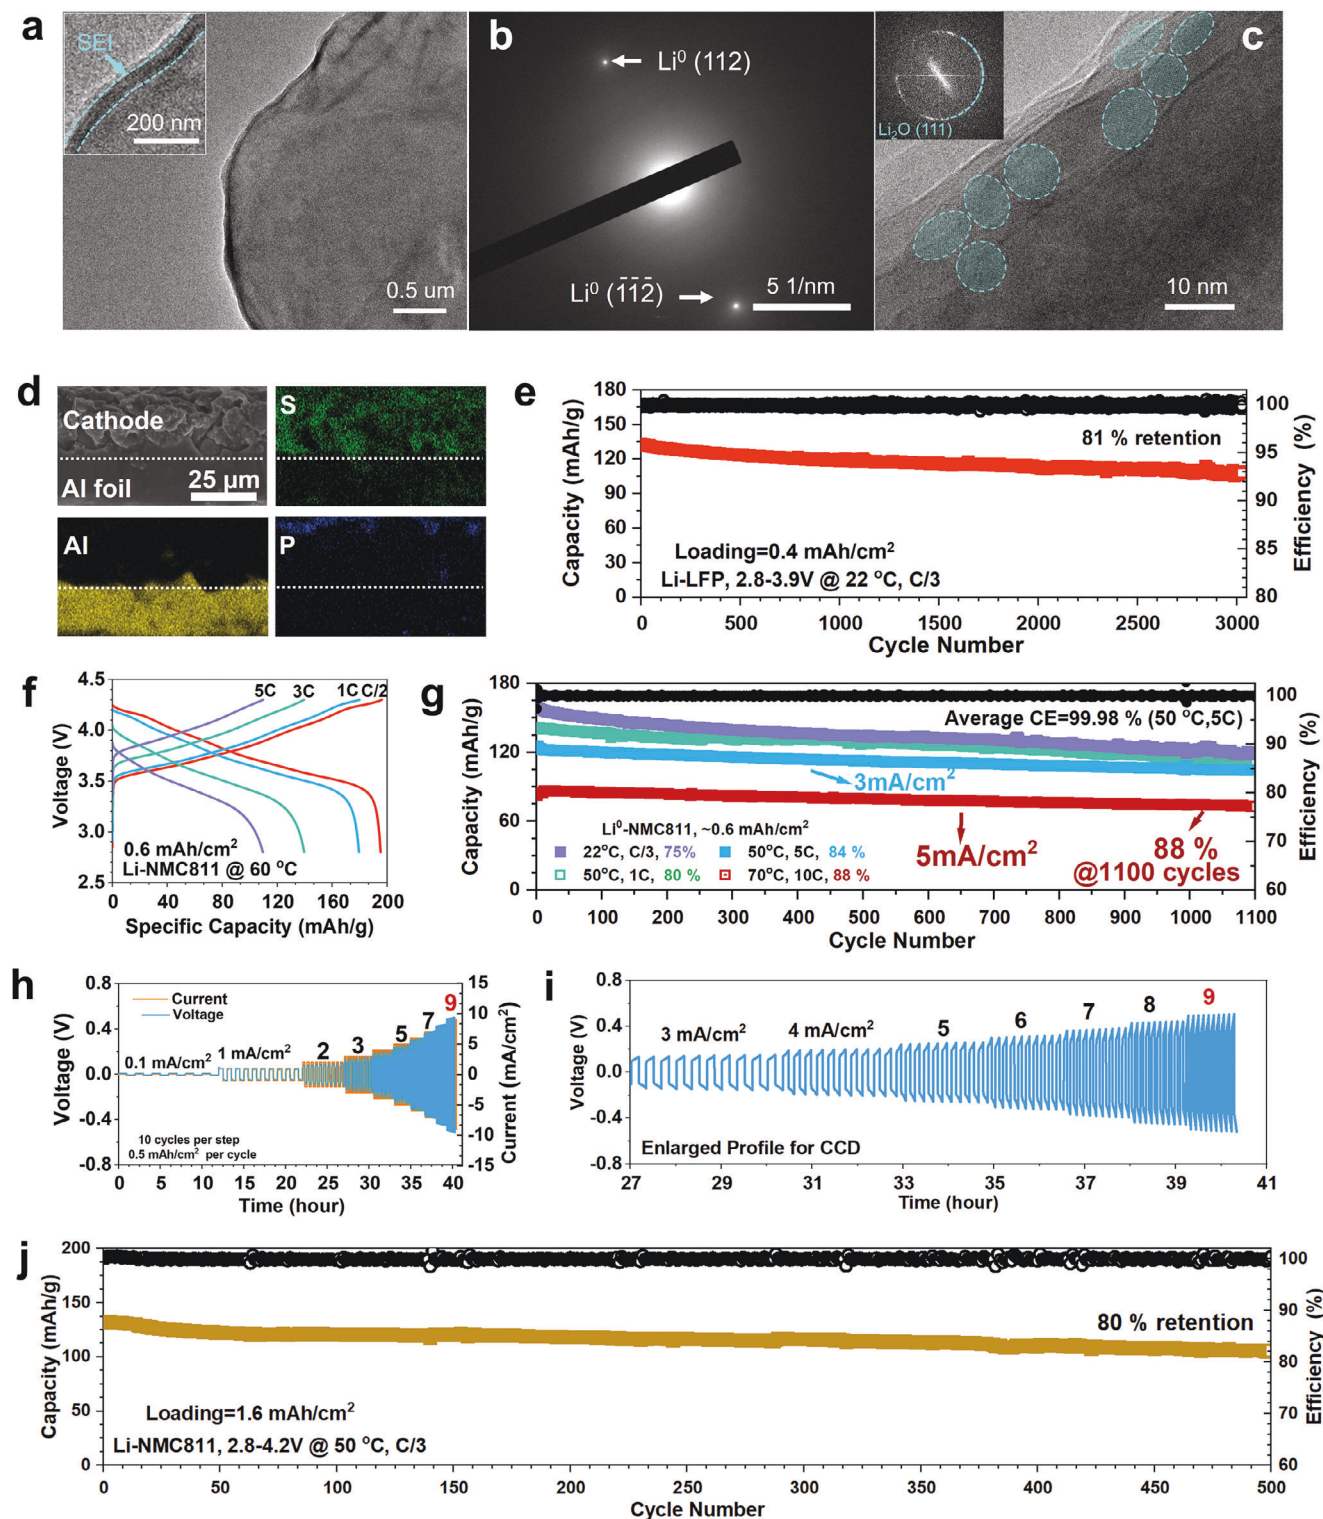 a
SEI
200 nm
0.5 um
b
Li⁰ (112)
Li⁰ (1̄1̄2̄)
5 1/nm
c
Li₂O (111)
10 nm
d
Cathode
Al foil
25 µm
S
Al
P
e
180
150
120
90
60
30
0
Capacity (mAh/g)
100
95
90
85
80
Efficiency (%)
81 % retention
Loading=0.4 mAh/cm²
Li-LFP, 2.8-3.9V @ 22 °C, C/3
0 500 1000 1500 2000 2500 3000
Cycle Number
f
4.5
4.0
3.5
3.0
2.5
Voltage (V)
5C 3C 1C C/2
0.6 mAh/cm²
Li-NMC811 @ 60 °C
0 40 80 120 160 200
Specific Capacity (mAh/g)
g
180
120
60
0
Capacity (mAh/g)
100
90
80
70
60
Efficiency (%)
Average CE=99.98 % (50 °C,5C)
3mA/cm²
Li⁰-NMC811, ~0.6 mAh/cm²
22°C, C/3, 75%
50°C, 5C, 84 %
50°C, 1C, 80 %
70°C, 10C, 88 %
5mA/cm²
88 %
@1100 cycles
0 100 200 300 400 500 600 700 800 900 1000 1100
Cycle Number
h
0.8
0.4
0.0
-0.4
-0.8
Voltage (V)
15
10
5
0
-5
-10
-15
Current (mA/cm²)
Current
Voltage
0.1 mA/cm²
1 mA/cm²
2
3
5
7
9
10 cycles per step
0.5 mAh/cm² per cycle
0 5 10 15 20 25 30 35 40
Time (hour)
i
0.8
0.4
0.0
-0.4
-0.8
Voltage (V)
3 mA/cm²
4 mA/cm²
5
6
7
8
9
Enlarged Profile for CCD
27 29 31 33 35 37 39 41
Time (hour)
j
200
150
100
50
0
Capacity (mAh/g)
100
90
80
70
60
Efficiency (%)
80 % retention
Loading=1.6 mAh/cm²
Li-NMC811, 2.8-4.2V @ 50 °C, C/3
0 50 100 150 200 250 300 350 400 450 500
Cycle Number